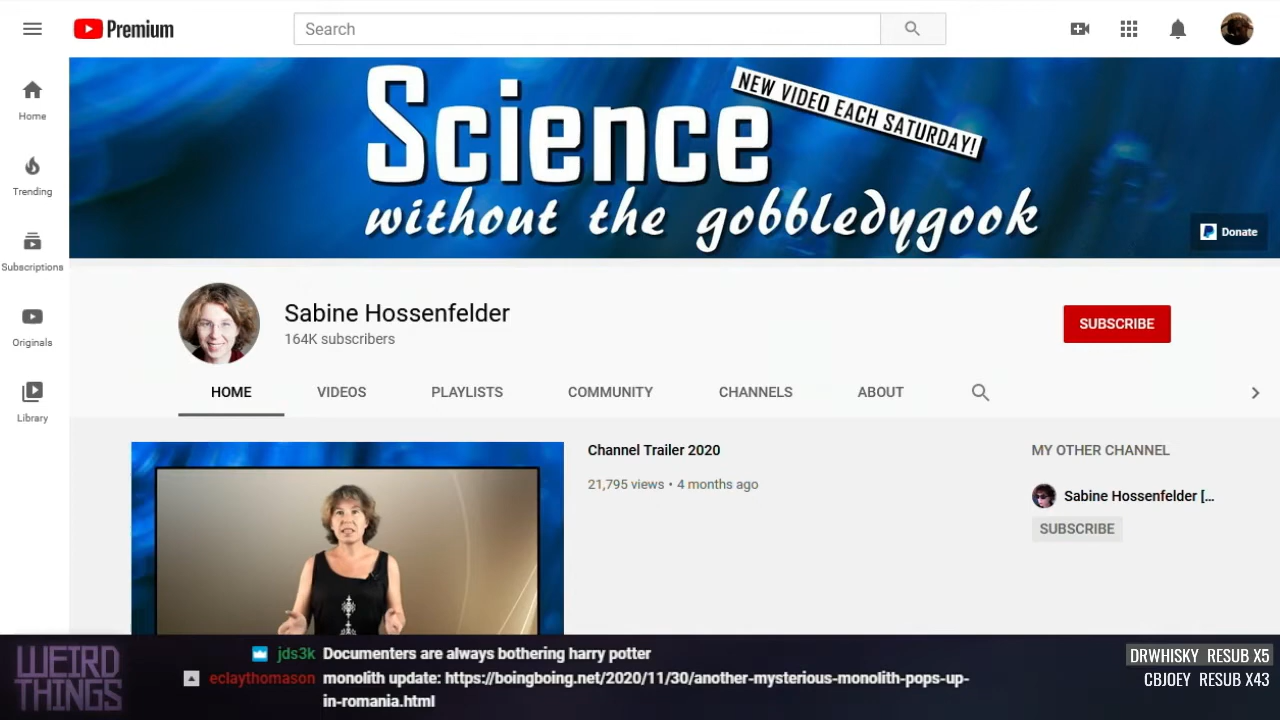 Premium
Search
Home
Trending
Subscriptions
Originals
Library
Science
NEW VIDEO EACH SATURDAY!
without the gobbledygook
Donate
Sabine Hossenfelder
164K subscribers
SUBSCRIBE
HOME VIDEOS PLAYLISTS COMMUNITY CHANNELS ABOUT
Channel Trailer 2020
21,795 views • 4 months ago
MY OTHER CHANNEL
Sabine Hossenfelder [...
SUBSCRIBE
WEIRD
THINGS
jds3k Documenters are always bothering harry potter
eclaythomason monolith update: https://boingboing.net/2020/11/30/another-mysterious-monolith-pops-up-
in-romania.html
DRWHISKY RESUB X5
CBJOEY RESUB X43